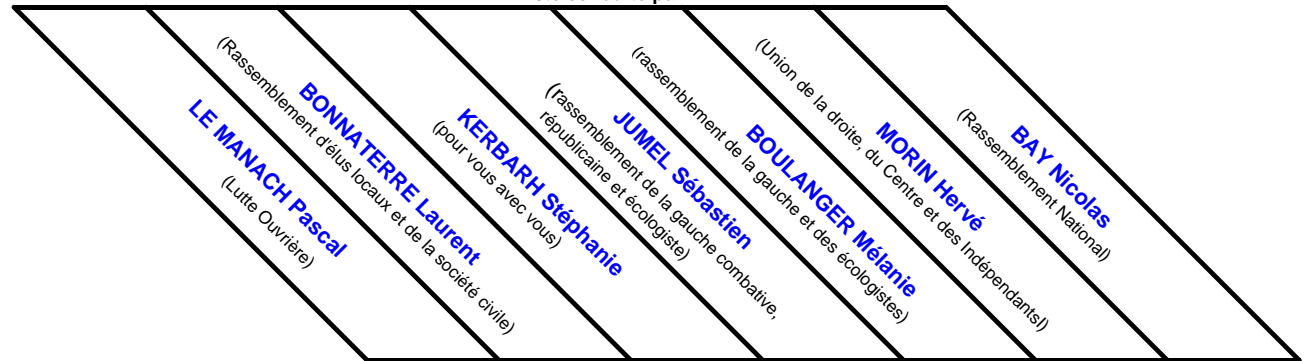 LE MANACH Pascal
(Lutte Ouvrière)
(Rassemblement d'élus locaux et de la société civile)
BONNATERRE Laurent
KERBARH Stéphanie
(pour vous avec vous)
JUMEL Sébastien
(rassemblement de la gauche combative,
républicaine et écologiste)
BOULANGER Mélanie
(rassemblement de la gauche et des écologistes)
MORIN Hervé
(Union de la droite, du Centre et des IndépendantsI)
BAY Nicolas
(Rassemblement National)